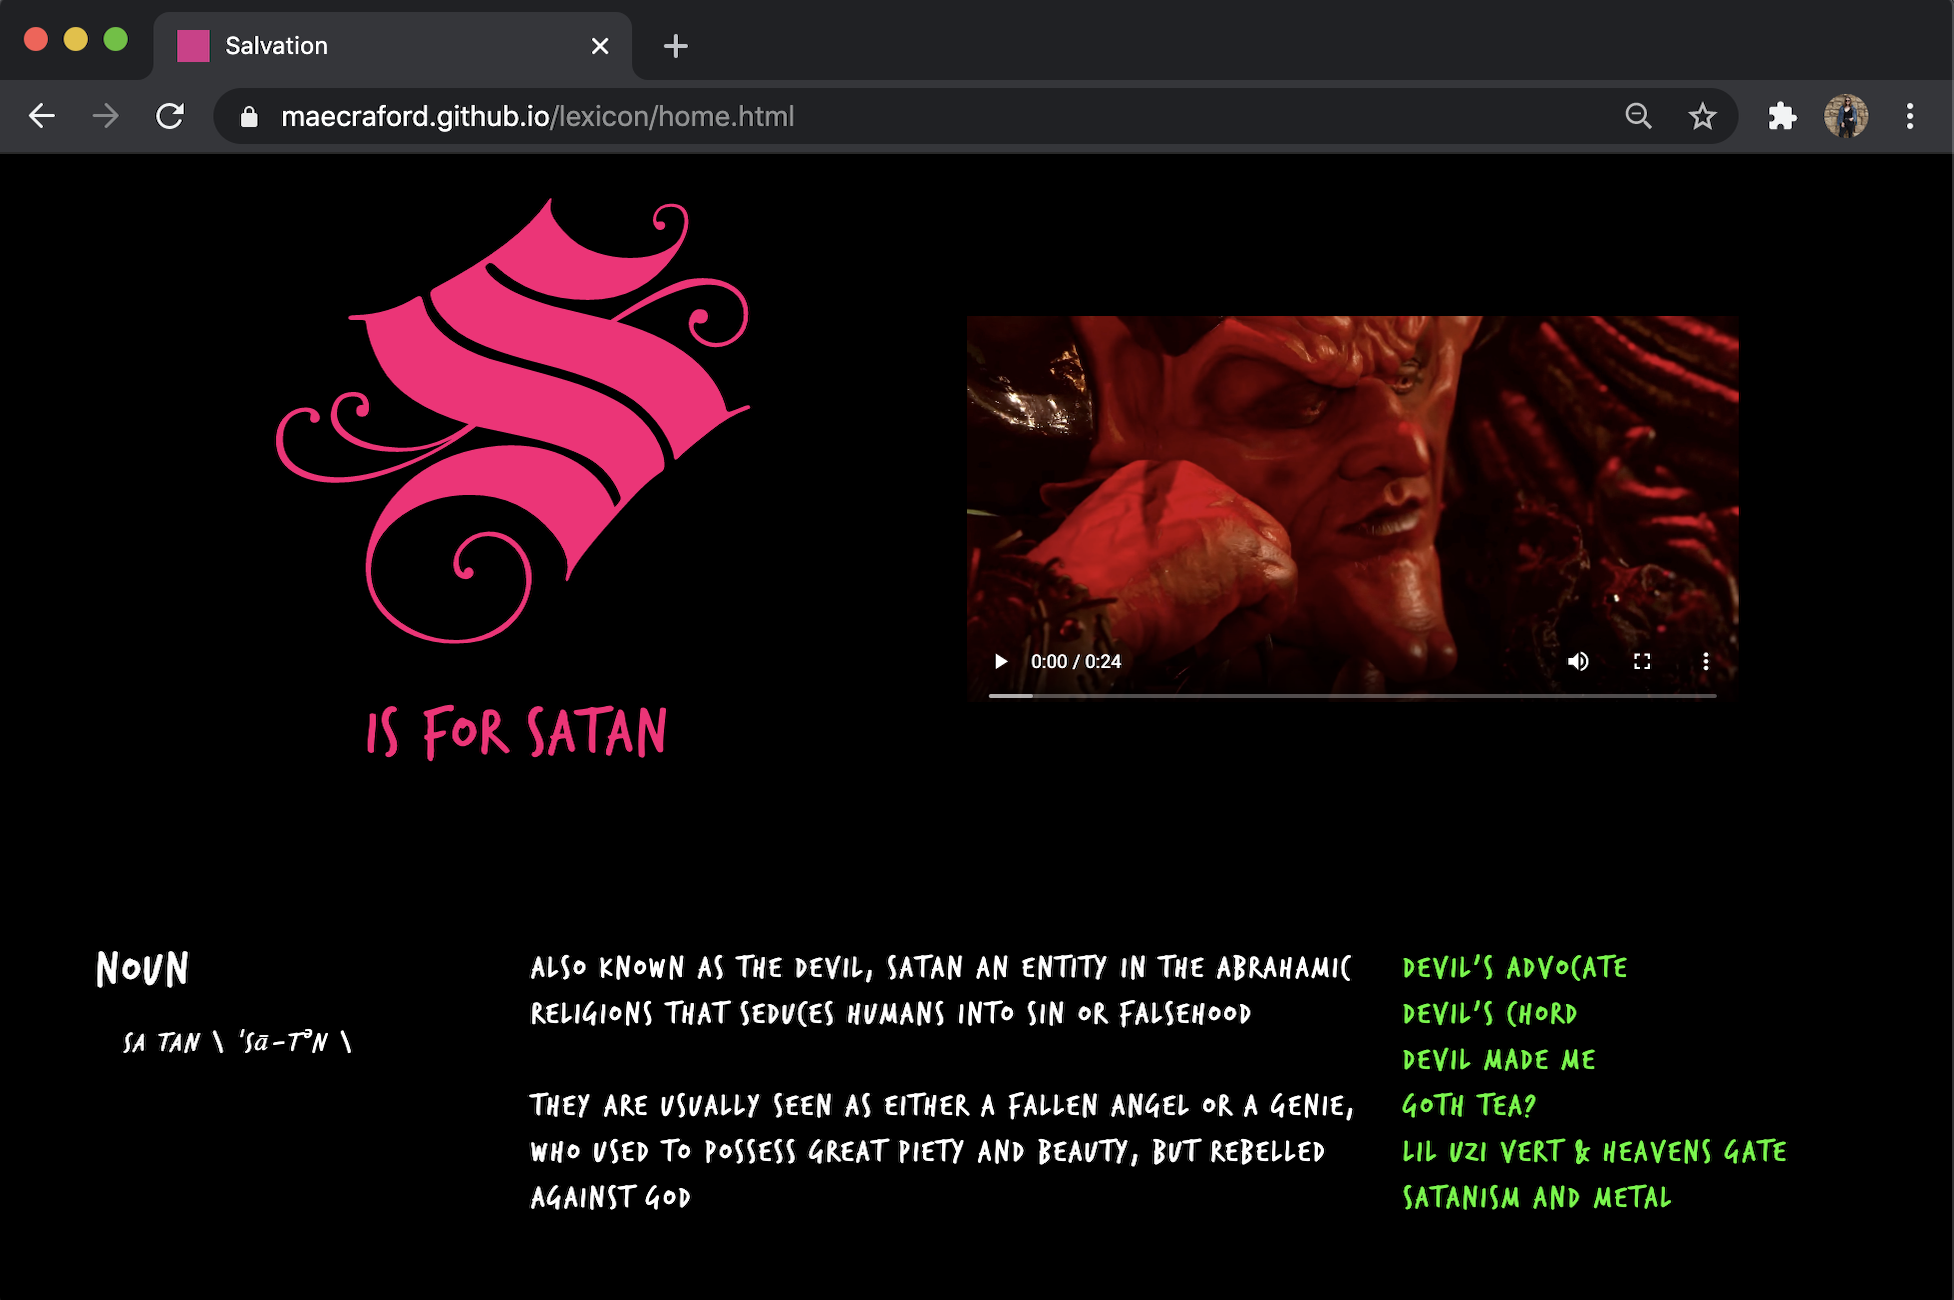 Salvation
maecraford.github.io/lexicon/home.html
S
IS FOR SATAN
0:00 / 0:24
NOUN
SA TAN \ ˈSā-TᵊN \
ALSO KNOWN AS THE DEVIL, SATAN AN ENTITY IN THE ABRAHAMIC
RELIGIONS THAT SEDUCES HUMANS INTO SIN OR FALSEHOOD
THEY ARE USUALLY SEEN AS EITHER A FALLEN ANGEL OR A GENIE,
WHO USED TO POSSESS GREAT PIETY AND BEAUTY, BUT REBELLED
AGAINST GOD
DEVIL'S ADVOCATE
DEVIL'S CHORD
DEVIL MADE ME
GOTH TEA?
LIL UZI VERT & HEAVENS GATE
SATANISM AND METAL